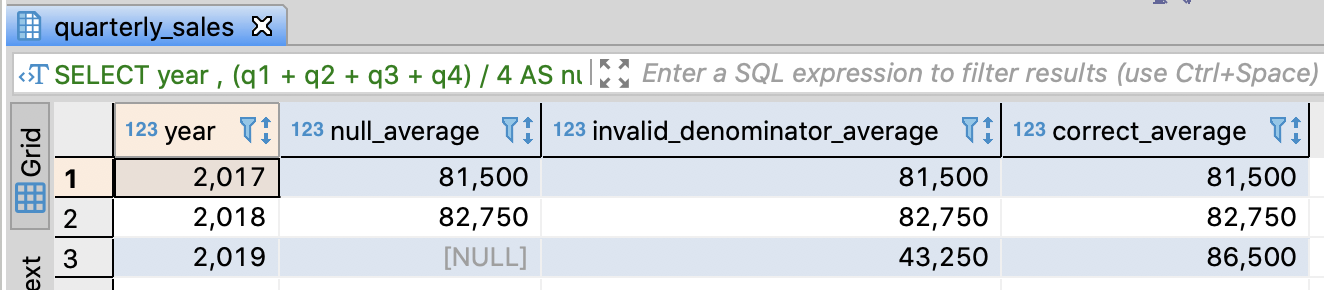 quarterly_sales
SELECT year , (q1 + q2 + q3 + q4) / 4 AS nu Enter a SQL expression to filter results (use Ctrl+Space)
Grid
123 year 123 null_average 123 invalid_denominator_average 123 correct_average
1 2,017 81,500 81,500 81,500
2 2,018 82,750 82,750 82,750
3 2,019 [NULL] 43,250 86,500
ext